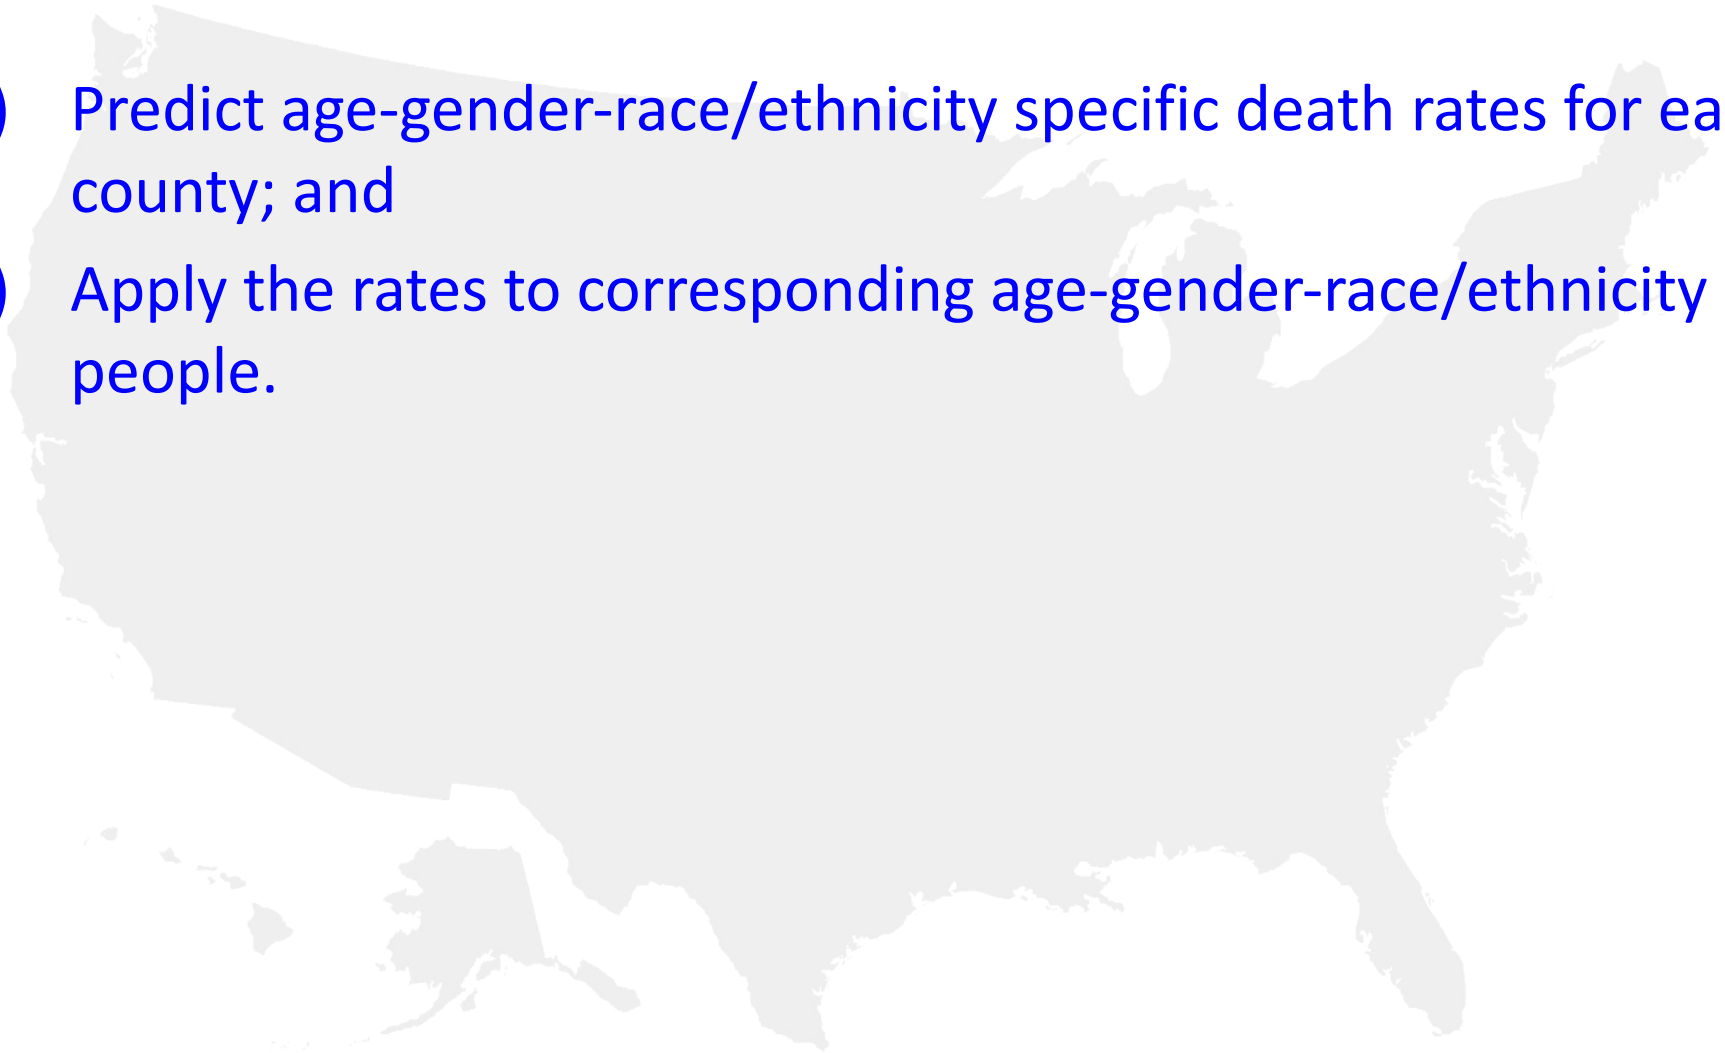 ) Predict age-gender-race/ethnicity specific death rates for ea
county; and
) Apply the rates to corresponding age-gender-race/ethnicity
people.